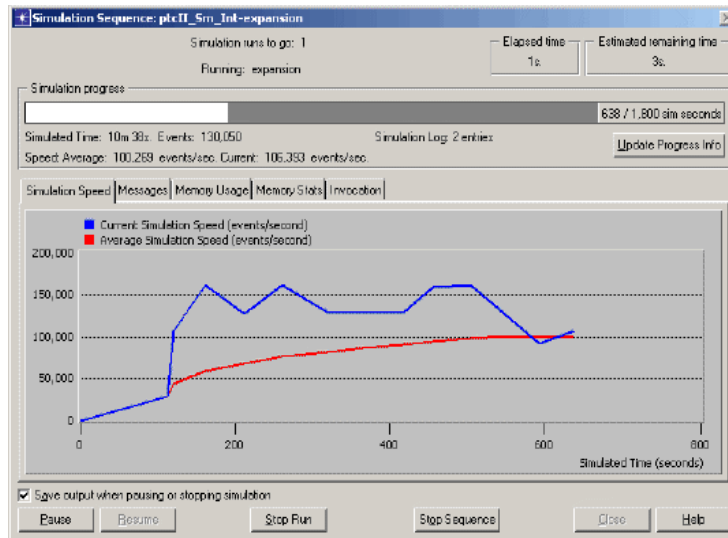 Simulation Sequence: ptcII_Sm_Int-expansion
Simulation runs to go: 1
Running: expansion
Elapsed time
1s.
Estimated remaining time
3s.
Simulation progress
638 / 1,800 sim seconds
Simulated Time: 10m 38s. Events: 130,050
Simulation Log: 2 entries
Speed: Average: 100,269 events/sec. Current: 106,393 events/sec.
Update Progress Info
Simulation Speed
Messages
Memory Usage
Memory Stats
Invocation
Current Simulation Speed (events/second)
Average Simulation Speed (events/second)
200,000
150,000
100,000
50,000
0
0
200
400
600
800
Simulated Time (seconds)
Save output when pausing or stopping simulation
Pause
Resume
Stop Run
Stop Sequence
Close
Help